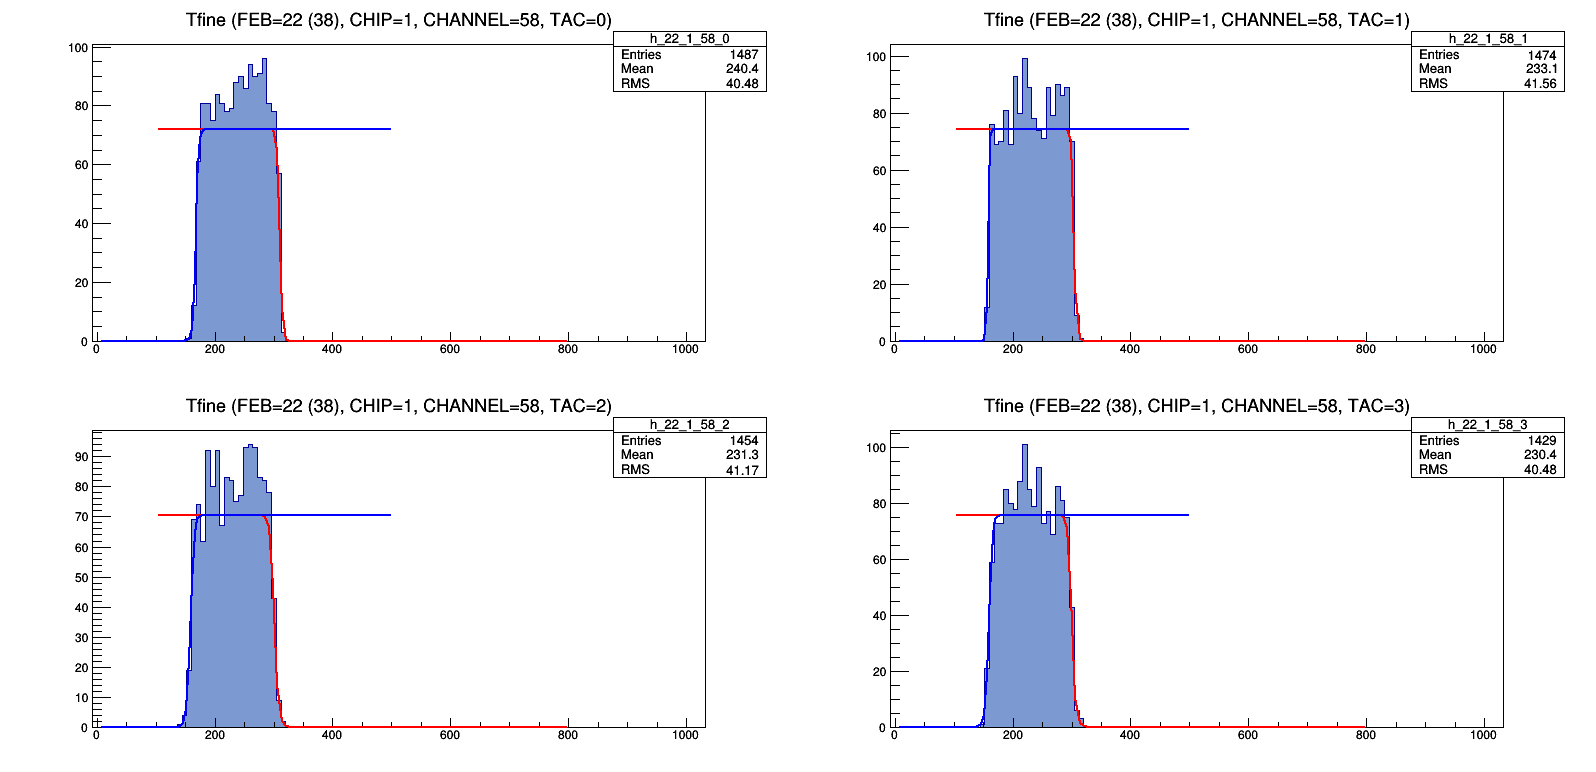 Tfine (FEB=22 (38), CHIP=1, CHANNEL=58, TAC=0)
h_22_1_58_0
Entries 1487
Mean 240.4
RMS 40.48
100
80
60
40
20
0
0 200 400 600 800 1000
Tfine (FEB=22 (38), CHIP=1, CHANNEL=58, TAC=1)
h_22_1_58_1
Entries 1474
Mean 233.1
RMS 41.56
100
80
60
40
20
0
0 200 400 600 800 1000
Tfine (FEB=22 (38), CHIP=1, CHANNEL=58, TAC=2)
h_22_1_58_2
Entries 1454
Mean 231.3
RMS 41.17
90
80
70
60
50
40
30
20
10
0
0 200 400 600 800 1000
Tfine (FEB=22 (38), CHIP=1, CHANNEL=58, TAC=3)
h_22_1_58_3
Entries 1429
Mean 230.4
RMS 40.48
100
80
60
40
20
0
0 200 400 600 800 1000